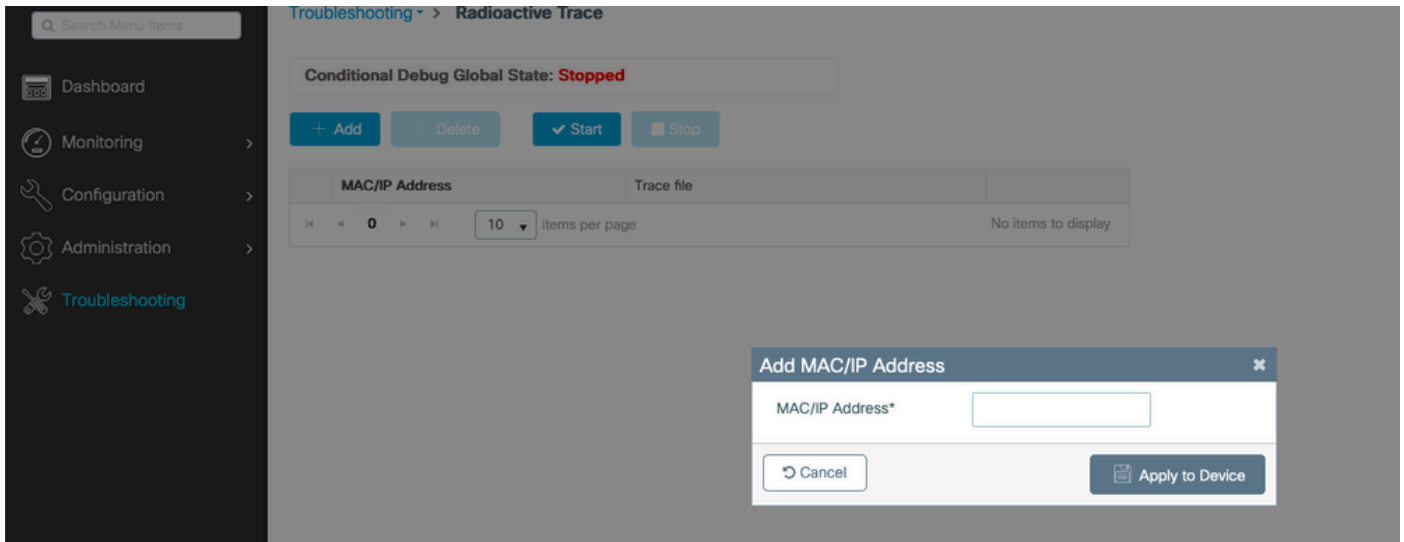 Troubleshooting > Radioactive Trace
Search Menu Items
Conditional Debug Global State: Stopped
Dashboard
+ Add × Delete ✔ Start Stop
Monitoring
MAC/IP Address Trace file
Configuration
0 10 items per page No items to display
Administration
Troubleshooting
Add MAC/IP Address
MAC/IP Address*
Cancel Apply to Device